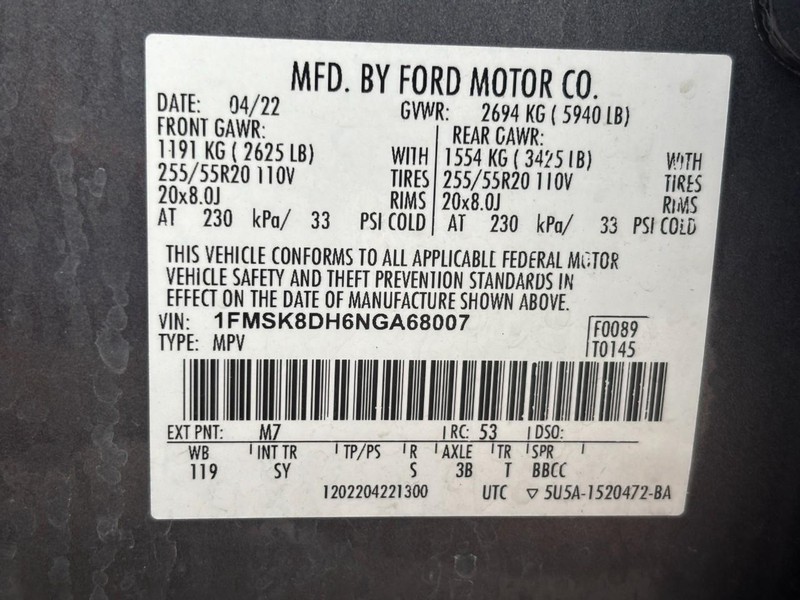 MFD. BY FORD MOTOR CO.
DATE: 04/22 GVWR: 2694 KG ( 5940 LB)
FRONT GAWR: REAR GAWR:
1191 KG ( 2625 LB) WITH 1554 KG ( 3425 LB) WITH
255/55R20 110V TIRES 255/55R20 110V TIRES
20x8.0J RIMS 20x8.0J RIMS
AT 230 kPa/ 33 PSI COLD AT 230 kPa/ 33 PSI COLD
THIS VEHICLE CONFORMS TO ALL APPLICABLE FEDERAL MOTOR
VEHICLE SAFETY AND THEFT PREVENTION STANDARDS IN
EFFECT ON THE DATE OF MANUFACTURE SHOWN ABOVE.
VIN: 1FMSK8DH6NGA68007 F0089
TYPE: MPV T0145
EXT PNT: M7 RC: 53 DSO:
WB INT TR TP/PS R AXLE TR SPR
119 SY S 3B T BBCC
1202204221300 UTC ▽ 5U5A-1520472-BA